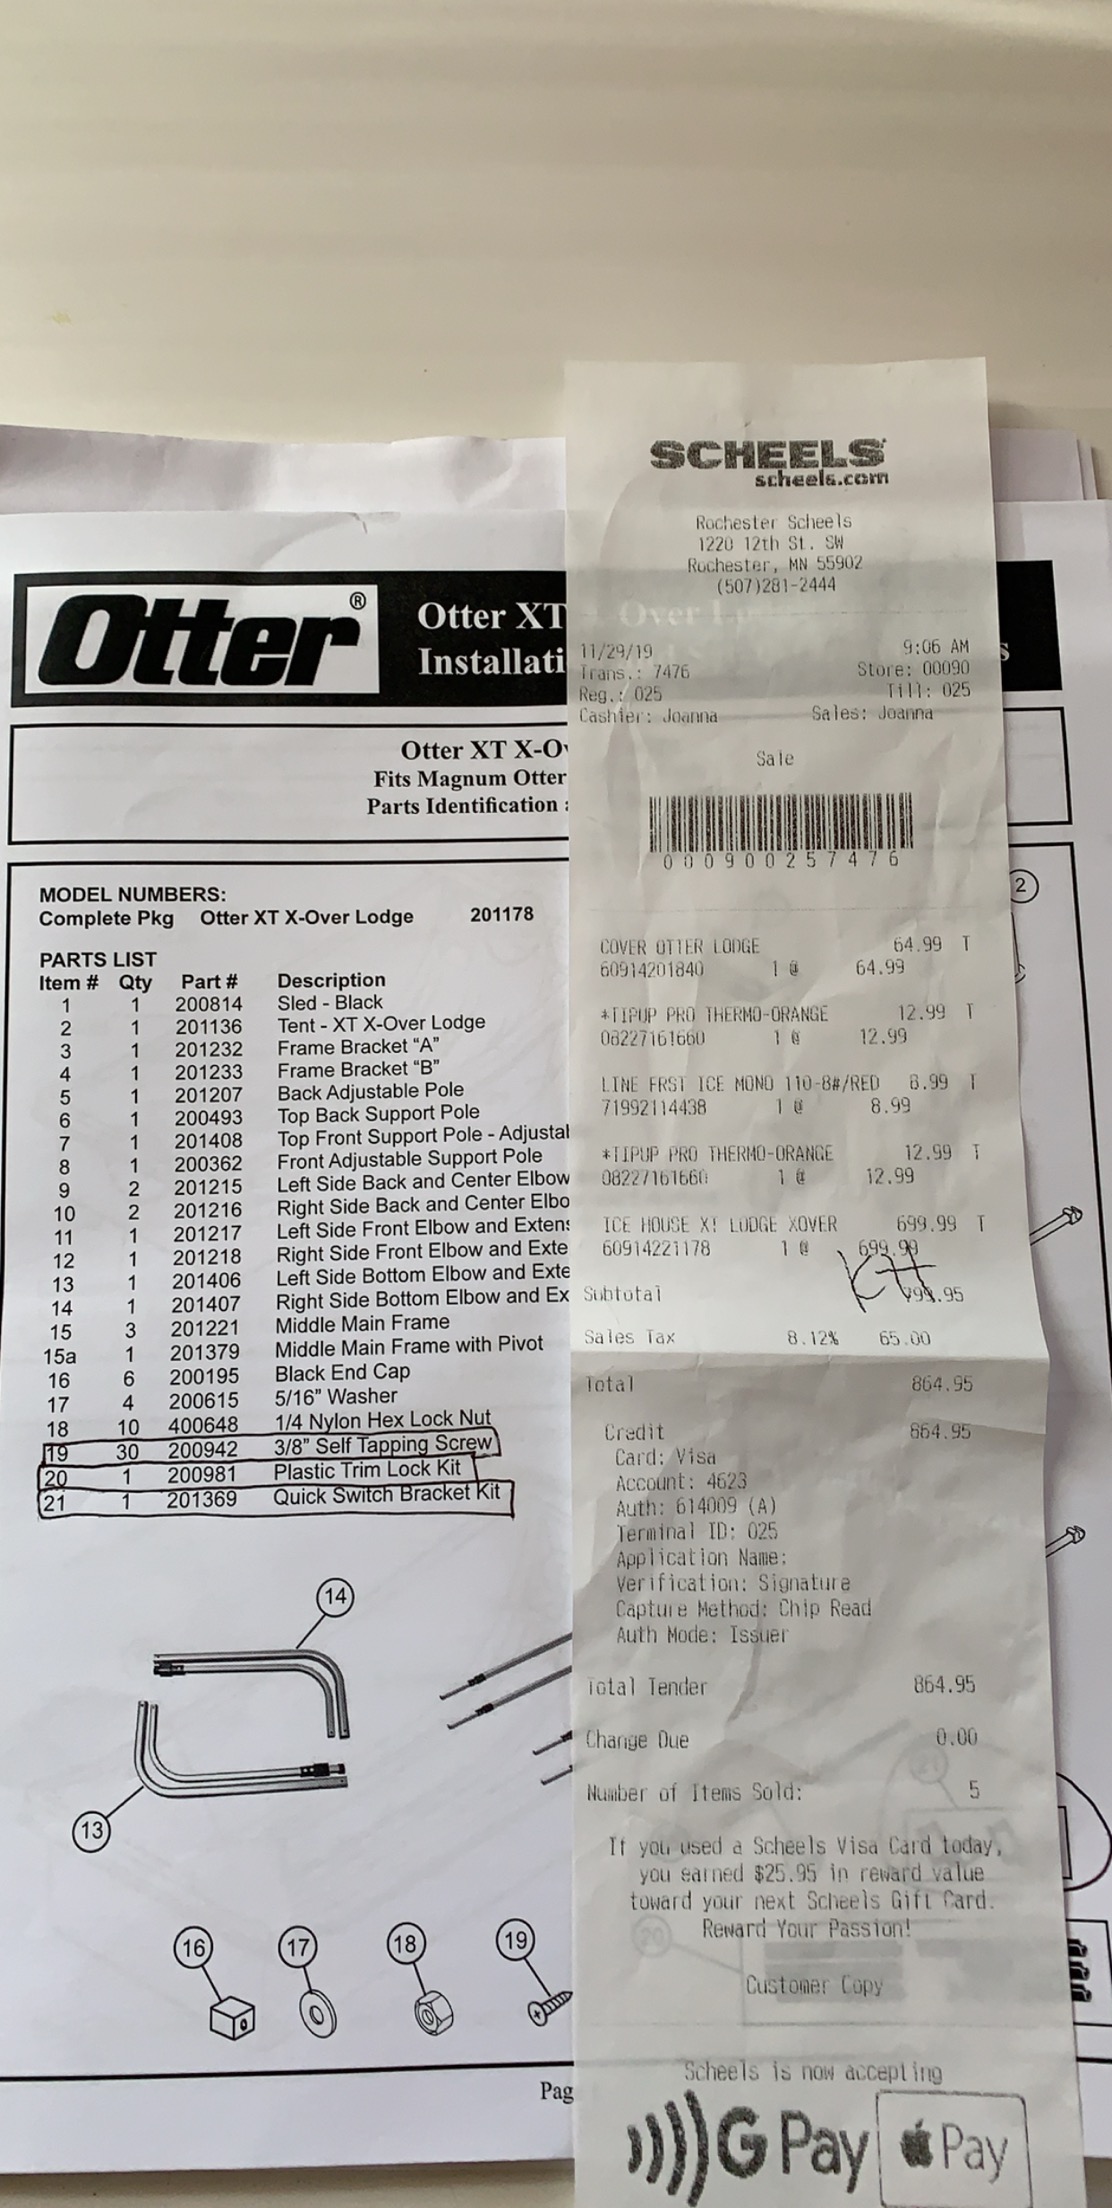 SCHEELS
scheels.com
Rochester Scheels
1220 12th St. SW
Rochester, MN 55902
(507)281-2444
11/29/19 9:06 AM
Trans.: 7476 Store: 00090
Reg.: 025 Till: 025
Cashier: Joanna Sales: Joanna
Sale
000900257476
COVER OTTER LODGE 64.99 T
60914201840 1 @ 64.99
*TIPUP PRO THERMO-ORANGE 12.99 T
08227161660 1 @ 12.99
LINE FRST ICE MONO 110-8#/RED 8.99 T
71992114438 1 @ 8.99
*TIPUP PRO THERMO-ORANGE 12.99 T
08227161660 1 @ 12.99
ICE HOUSE XT LODGE XOVER 699.99 T
60914221178 1 @ 699.99
Subtotal 799.95
Sales Tax 8.12% 65.00
Total 864.95
Credit 864.95
Card: Visa
Account: 4623
Auth: 614009 (A)
Terminal ID: 025
Application Name:
Verification: Signature
Capture Method: Chip Read
Auth Mode: Issuer
Total Tender 864.95
Change Due 0.00
Number of Items Sold: 5
If you used a Scheels Visa Card today,
you earned $25.95 in reward value
toward your next Scheels Gift Card.
Reward Your Passion!
Customer Copy
Scheels is now accepting
G Pay Pay
Otter®
Otter XT Over
Installati s
Otter XT X-O
Fits Magnum Otter
Parts Identification
MODEL NUMBERS:
Complete Pkg Otter XT X-Over Lodge 201178
PARTS LIST
Item # Qty Part # Description
1 1 200814 Sled - Black
2 1 201136 Tent - XT X-Over Lodge
3 1 201232 Frame Bracket “A”
4 1 201233 Frame Bracket “B”
5 1 201207 Back Adjustable Pole
6 1 200493 Top Back Support Pole
7 1 201408 Top Front Support Pole - Adjustal
8 1 200362 Front Adjustable Support Pole
9 2 201215 Left Side Back and Center Elbow
10 2 201216 Right Side Back and Center Elbo
11 1 201217 Left Side Front Elbow and Extens
12 1 201218 Right Side Front Elbow and Exte
13 1 201406 Left Side Bottom Elbow and Exte
14 1 201407 Right Side Bottom Elbow and Ex
15 3 201221 Middle Main Frame
15a 1 201379 Middle Main Frame with Pivot
16 6 200195 Black End Cap
17 4 200615 5/16” Washer
18 10 400648 1/4 Nylon Hex Lock Nut
19 30 200942 3/8” Self Tapping Screw
20 1 200981 Plastic Trim Lock Kit
21 1 201369 Quick Switch Bracket Kit
2
14
13
16
17
18
19
Pag